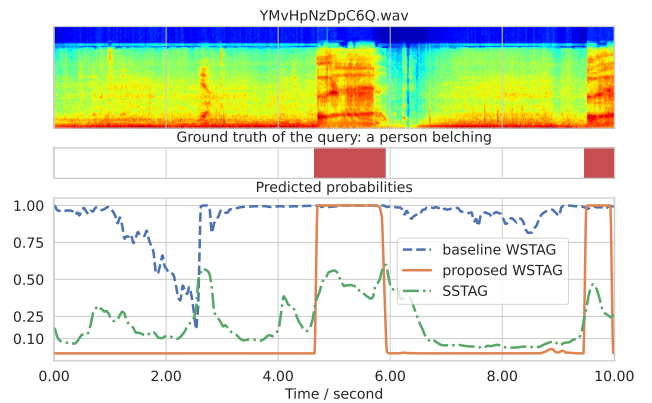 YMvHpNzDpC6Q.wav
Ground truth of the query: a person belching
Predicted probabilities
1.00
0.75
0.50
0.25
0.10
baseline WSTAG
proposed WSTAG
SSTAG
0.00 2.00 4.00 6.00 8.00 10.00
Time / second